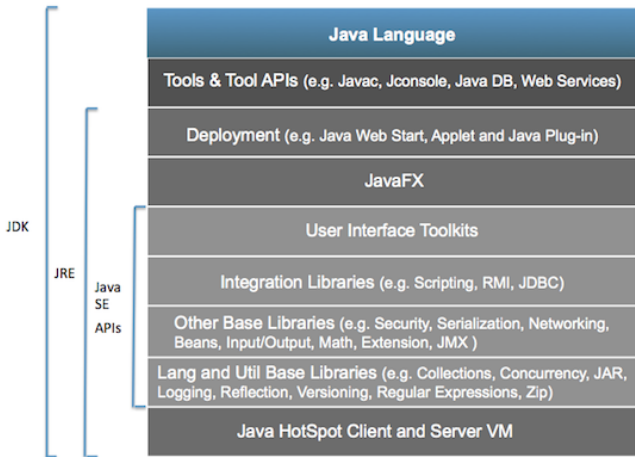 Java Language
Tools & Tool APIs (e.g. Javac, Jconsole, Java DB, Web Services)
Deployment (e.g. Java Web Start, Applet and Java Plug-in)
JavaFX
User Interface Toolkits
Integration Libraries (e.g. Scripting, RMI, JDBC)
Other Base Libraries (e.g. Security, Serialization, Networking,
Beans, Input/Output, Math, Extension, JMX )
Lang and Util Base Libraries (e.g. Collections, Concurrency, JAR,
Logging, Reflection, Versioning, Regular Expressions, Zip)
Java HotSpot Client and Server VM
JDK
JRE
Java
SE
APIs